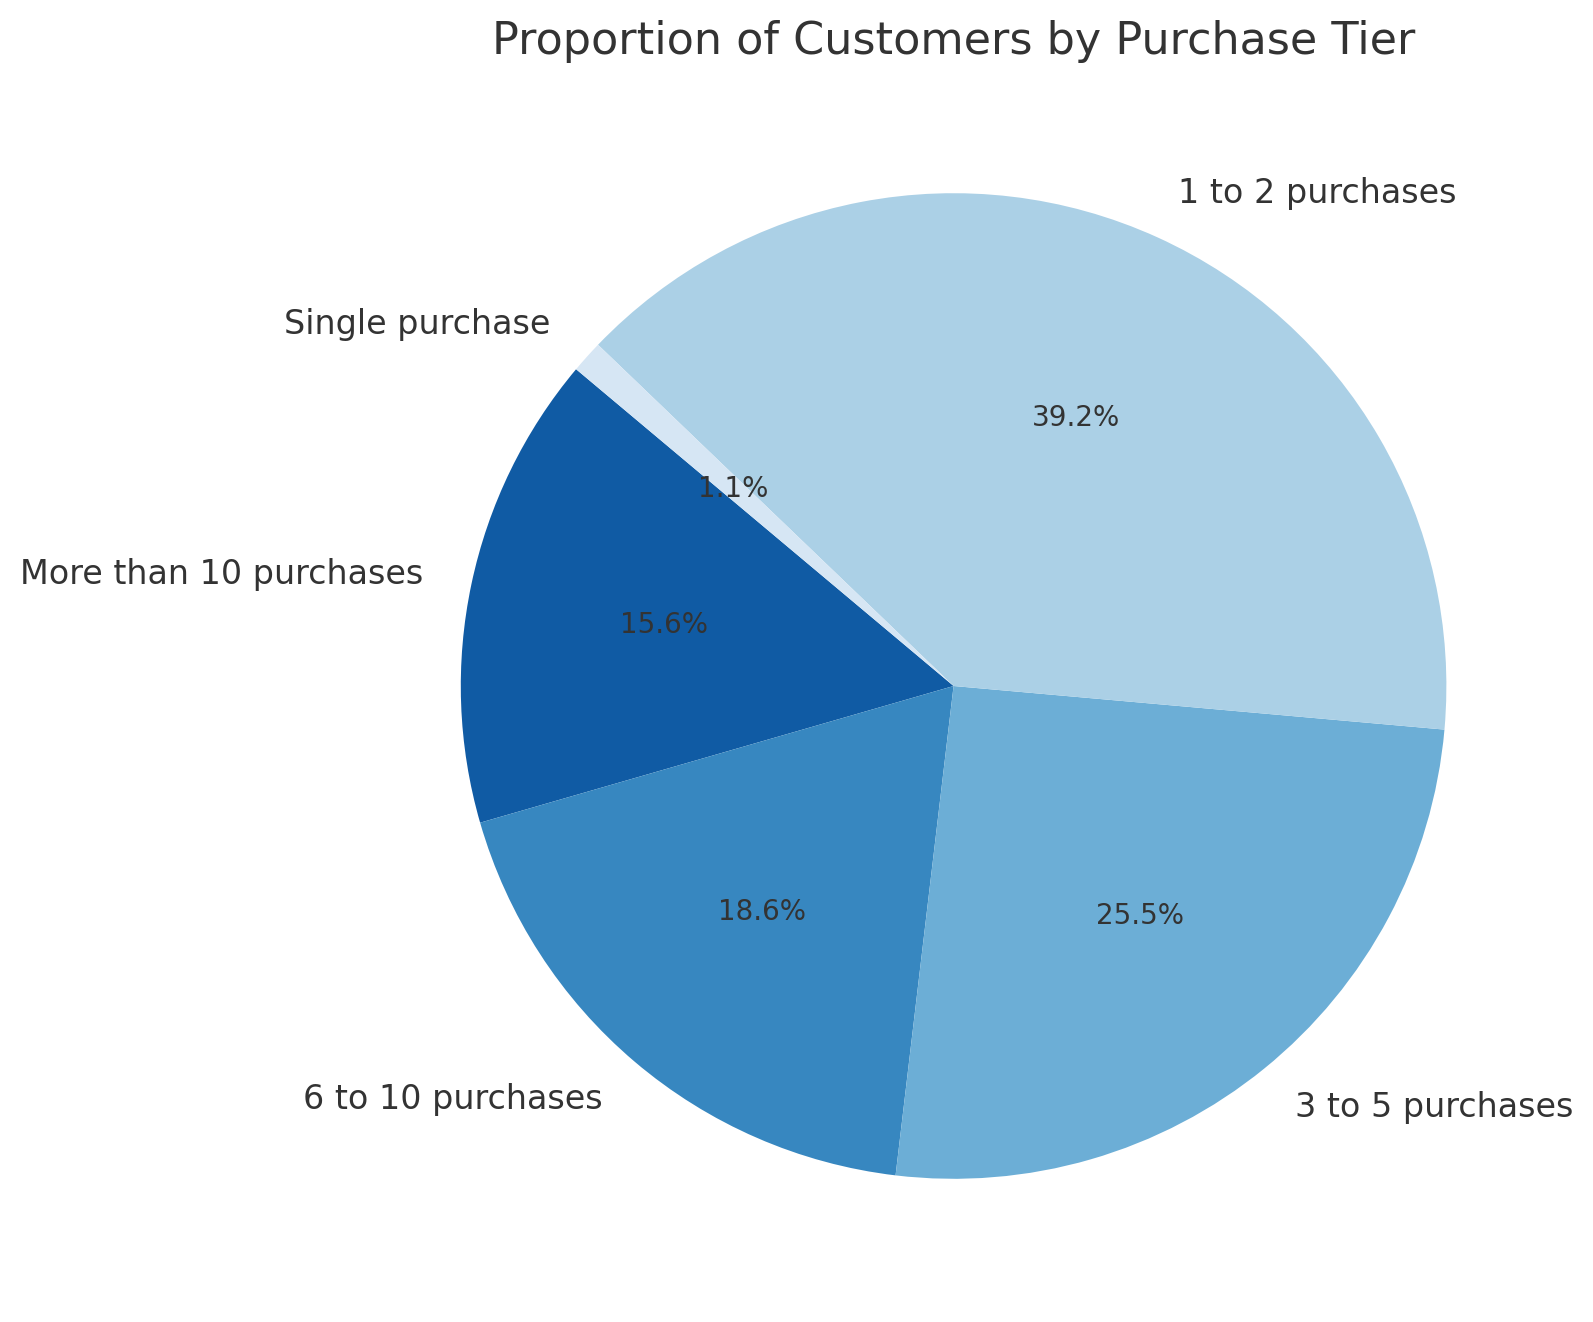 Proportion of Customers by Purchase Tier
1 to 2 purchases
Single purchase
39.2%
1.1%
More than 10 purchases
15.6%
18.6%
25.5%
6 to 10 purchases
3 to 5 purchases